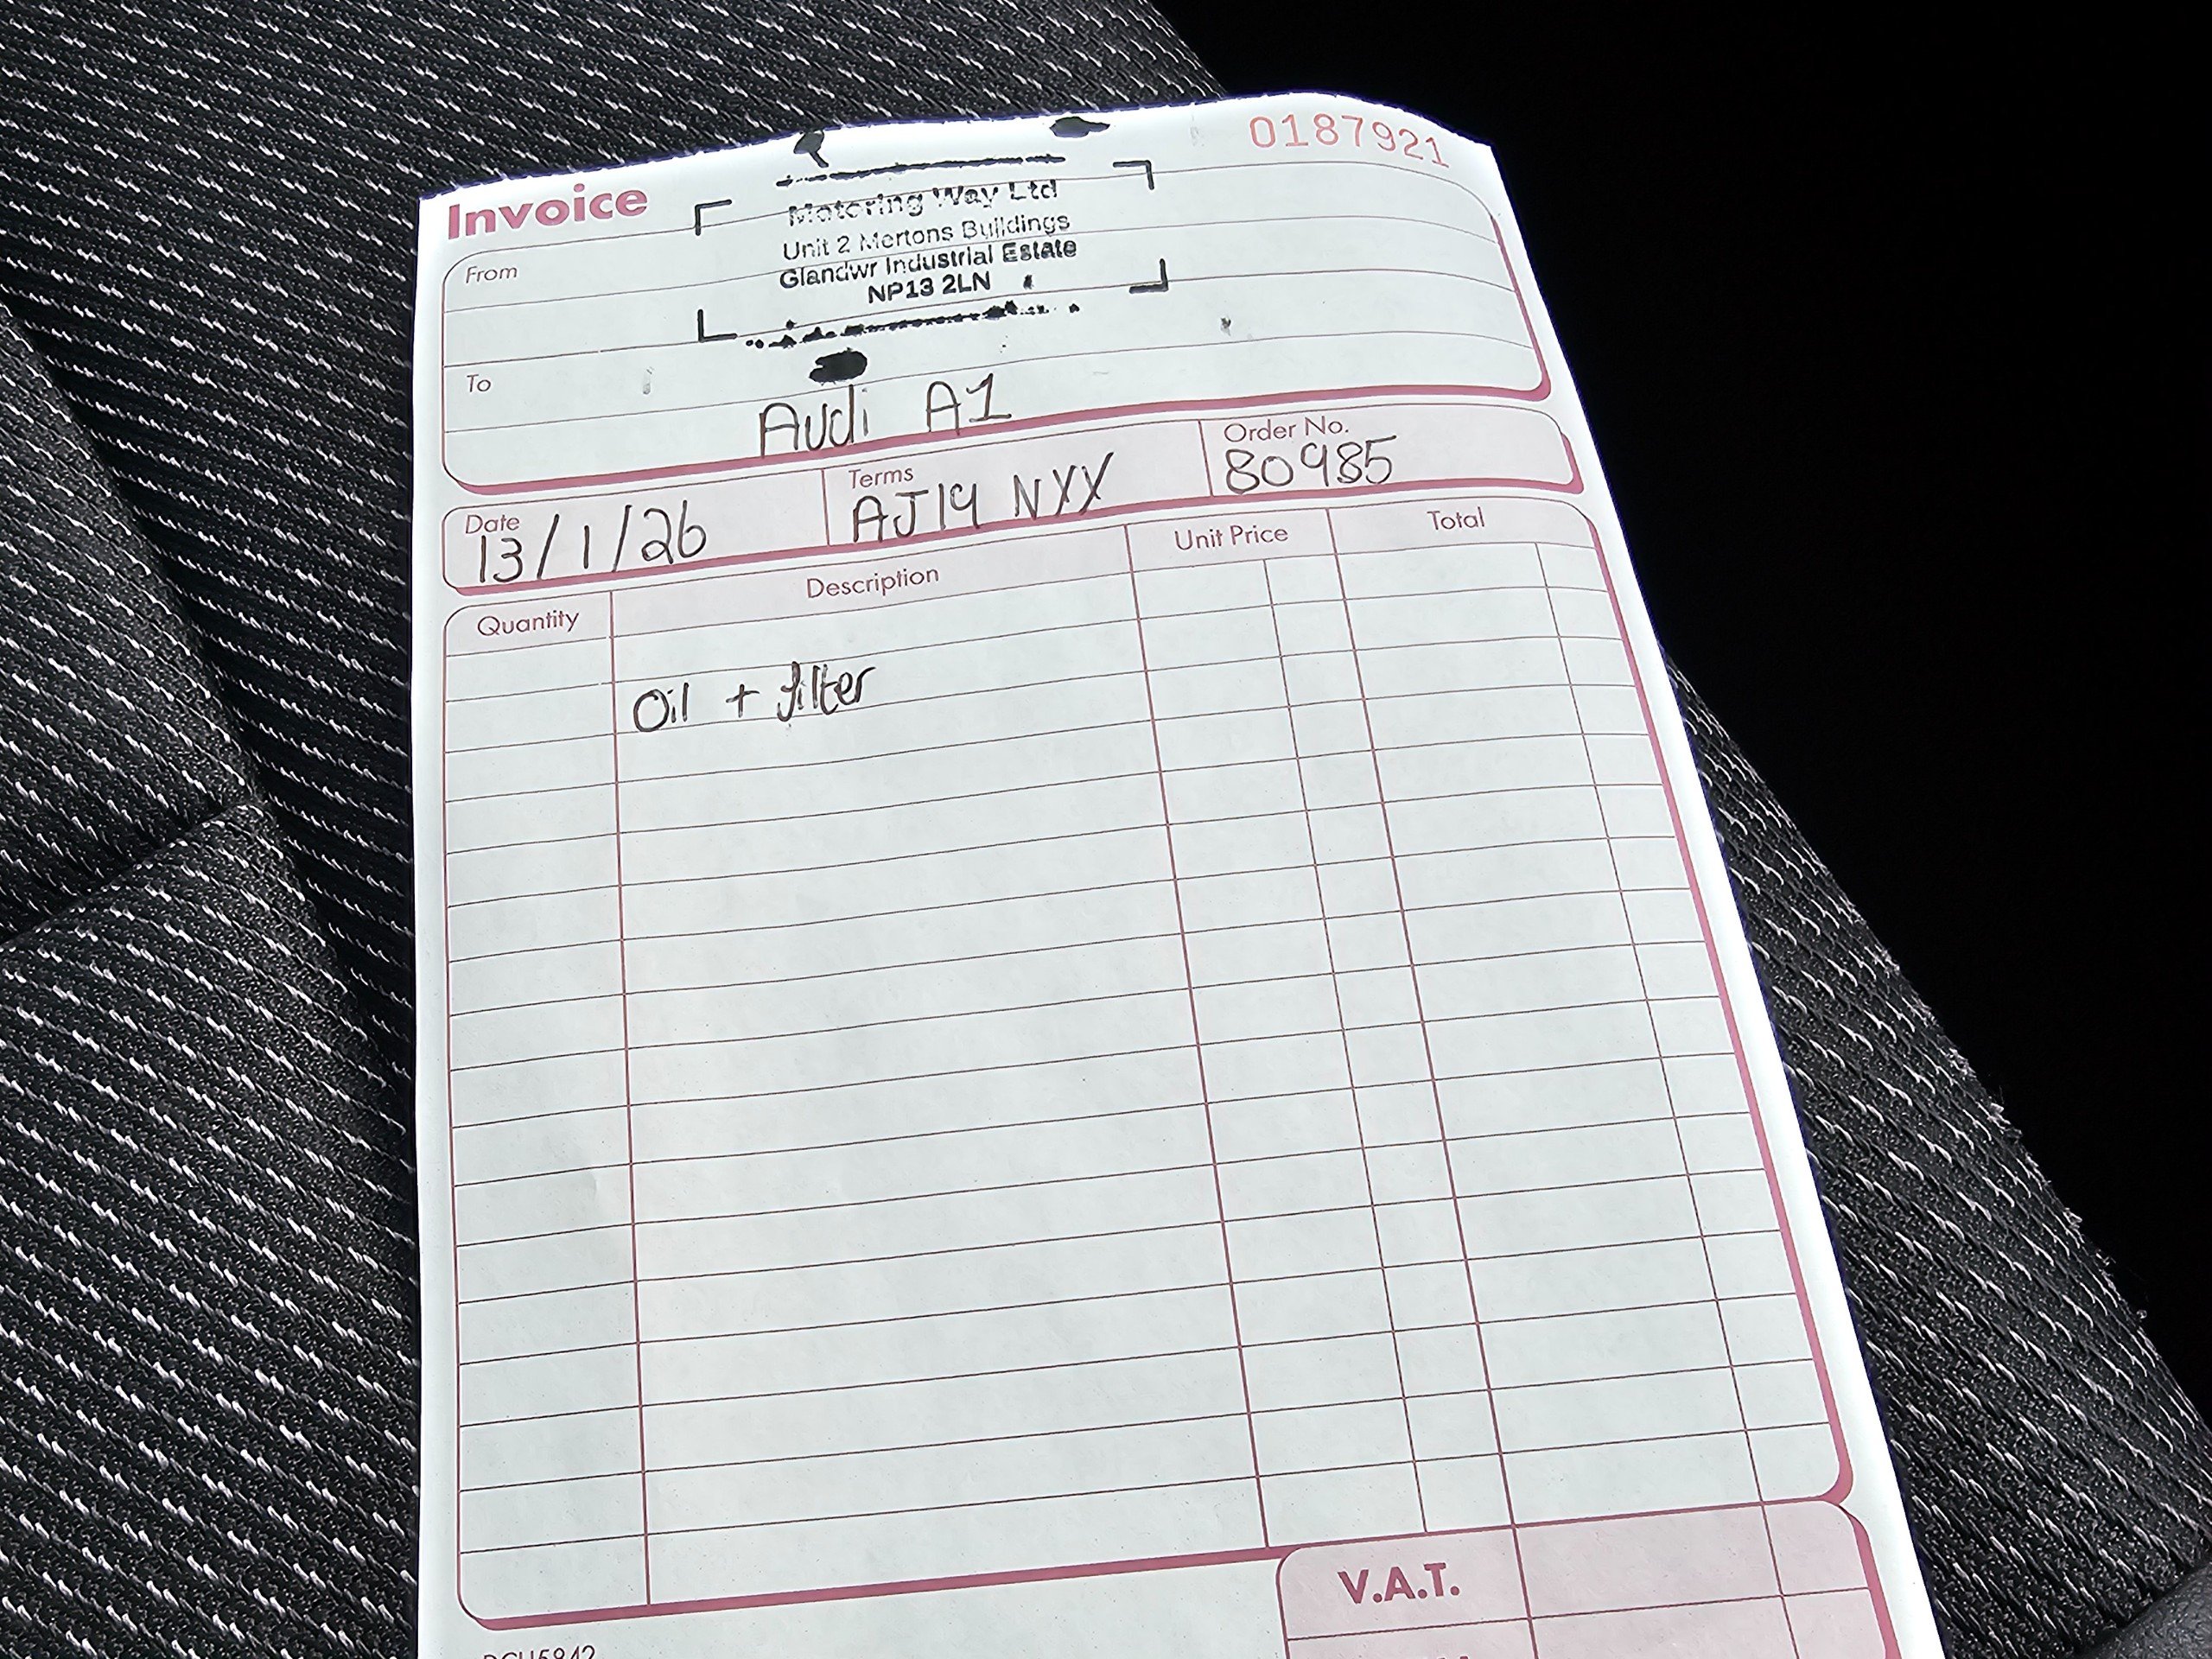 0187921
Invoice
Motoring Way Ltd
Unit 2 Mertons Buildings
Glandwr Industrial Estate
NP13 2LN
From
To
Audi A1
Date
13/1/26
Terms
AJ19 NXX
Order No.
80985
Quantity
Description
Unit Price
Total
Oil + filter
V.A.T.